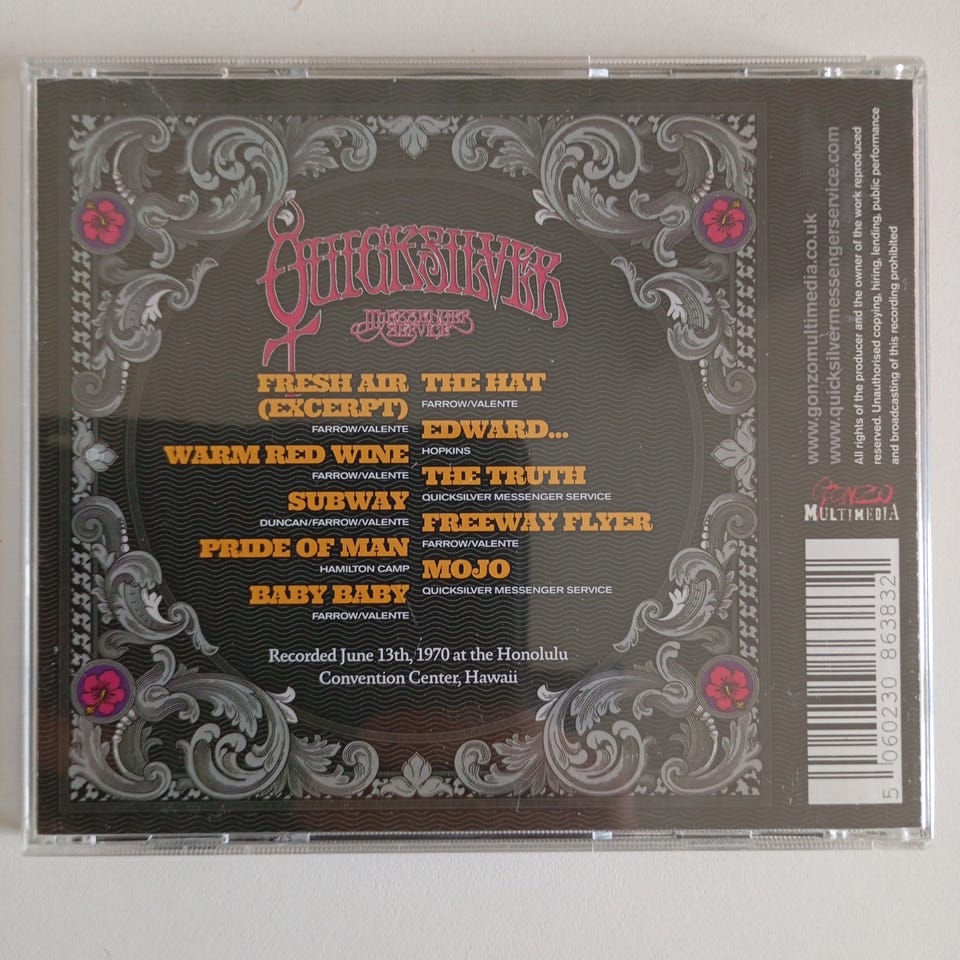 QUICKSILVER
MESSENGER
SERVICE
FRESH AIR
(EXCERPT)
FARROW/VALENTE
WARM RED WINE
FARROW/VALENTE
SUBWAY
DUNCAN/FARROW/VALENTE
PRIDE OF MAN
HAMILTON CAMP
BABY BABY
FARROW/VALENTE
THE HAT
FARROW/VALENTE
EDWARD...
HOPKINS
THE TRUTH
QUICKSILVER MESSENGER SERVICE
FREEWAY FLYER
FARROW/VALENTE
MOJO
QUICKSILVER MESSENGER SERVICE
Recorded June 13th, 1970 at the Honolulu
Convention Center, Hawaii
www.gonzomultimedia.co.uk
www.quicksilvermessengerservice.com
All rights of the producer and the owner of the work reproduced
reserved. Unauthorised copying, hiring, lending, public performance
and broadcasting of this recording prohibited
GONZO
MULTIMEDIA
5 060230 863832